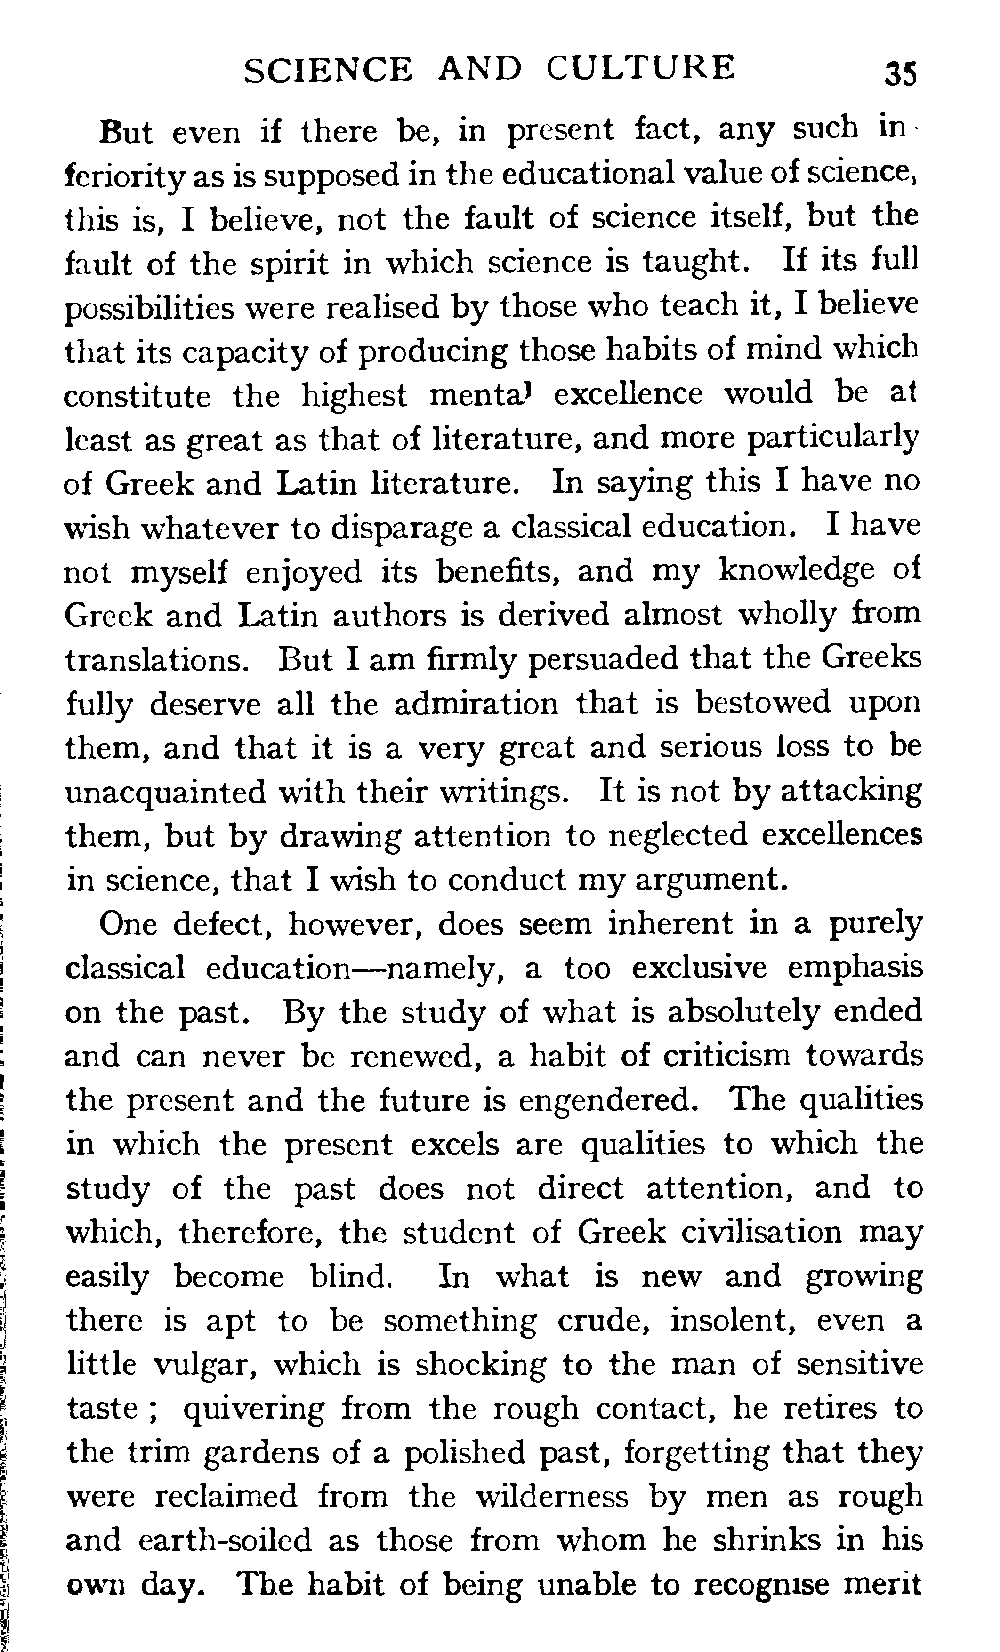 SCIENCE AND CULTURE 35
But even if there be, in present fact, any such in-
feriority as is supposed in the educational value of science,
this is, I believe, not the fault of science itself, but the
fault of the spirit in which science is taught. If its full
possibilities were realised by those who teach it, I believe
that its capacity of producing those habits of mind which
constitute the highest mental excellence would be at
least as great as that of literature, and more particularly
of Greek and Latin literature. In saying this I have no
wish whatever to disparage a classical education. I have
not myself enjoyed its benefits, and my knowledge of
Greek and Latin authors is derived almost wholly from
translations. But I am firmly persuaded that the Greeks
fully deserve all the admiration that is bestowed upon
them, and that it is a very great and serious loss to be
unacquainted with their writings. It is not by attacking
them, but by drawing attention to neglected excellences
in science, that I wish to conduct my argument.
One defect, however, does seem inherent in a purely
classical education—namely, a too exclusive emphasis
on the past. By the study of what is absolutely ended
and can never be renewed, a habit of criticism towards
the present and the future is engendered. The qualities
in which the present excels are qualities to which the
study of the past does not direct attention, and to
which, therefore, the student of Greek civilisation may
easily become blind. In what is new and growing
there is apt to be something crude, insolent, even a
little vulgar, which is shocking to the man of sensitive
taste ; quivering from the rough contact, he retires to
the trim gardens of a polished past, forgetting that they
were reclaimed from the wilderness by men as rough
and earth-soiled as those from whom he shrinks in his
own day. The habit of being unable to recognise merit